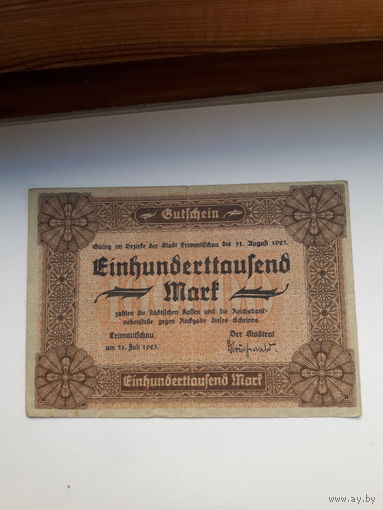 Gutschein
Gültig im Bezirke der Stadt Crimmitschau bis 31. August 1923.
Einhunderttausend
Mark
zahlen die städtischen Kassen und die Reichsbank-
nebenstelle gegen Rückgabe dieses Scheines.
Crimmitschau, Der Stadtrat
am 31. Juli 1923.
Einhunderttausend Mark
www.ay.by